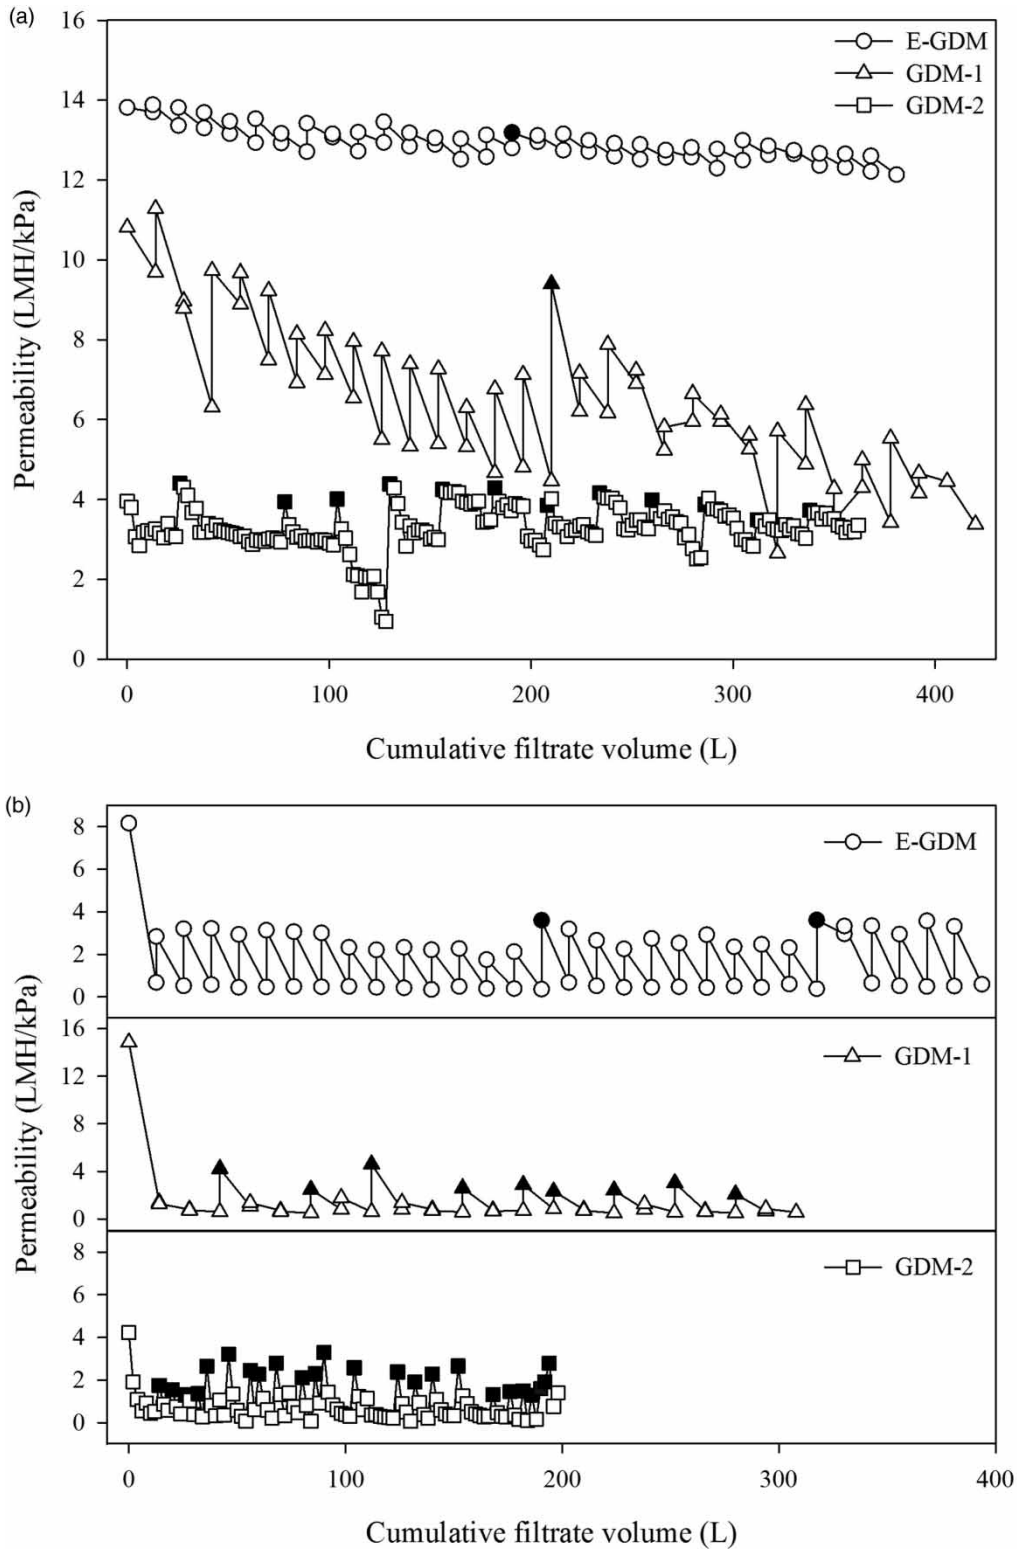 (a)
16
14
12
10
8
6
4
2
0
Permeability (LMH/kPa)
E-GDM
GDM-1
GDM-2
0 100 200 300 400
Cumulative filtrate volume (L)
(b)
8
6
4
2
0
E-GDM
16
12
8
4
0
GDM-1
Permeability (LMH/kPa)
8
6
4
2
0
GDM-2
0 100 200 300 400
Cumulative filtrate volume (L)